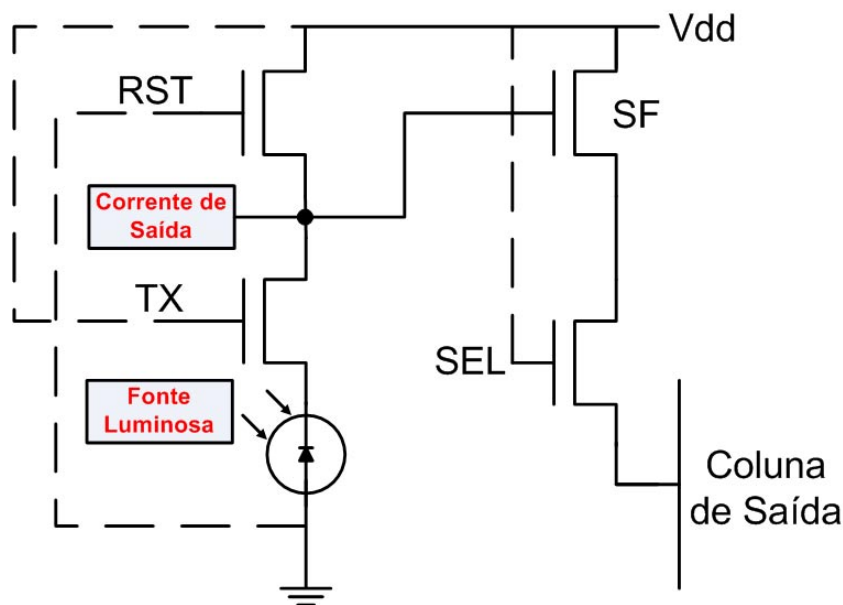 Vdd
RST
SF
Corrente de
Saída
TX
SEL
Fonte
Luminosa
Coluna
de Saída